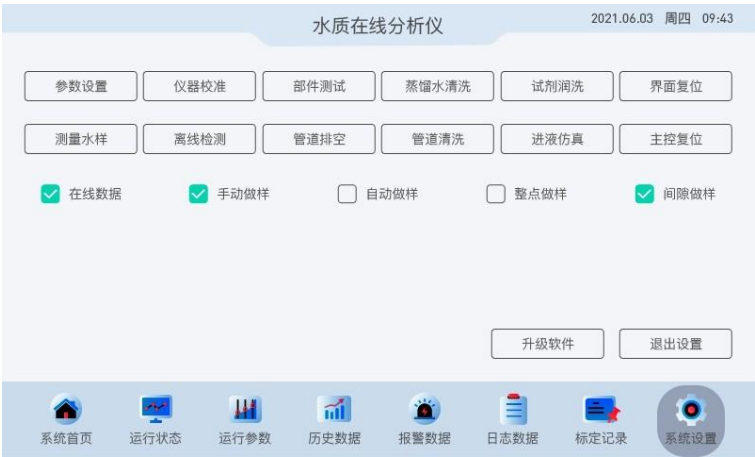 水质在线分析仪 2021.06.03 周四 09:43
参数设置 仪器校准 部件测试 蒸馏水清洗 试剂润洗 界面复位
测量水样 离线检测 管道排空 管道清洗 进液仿真 主控复位
在线数据 手动做样 自动做样 整点做样 间隙做样
升级软件 退出设置
系统首页 运行状态 运行参数 历史数据 报警数据 日志数据 标定记录 系统设置